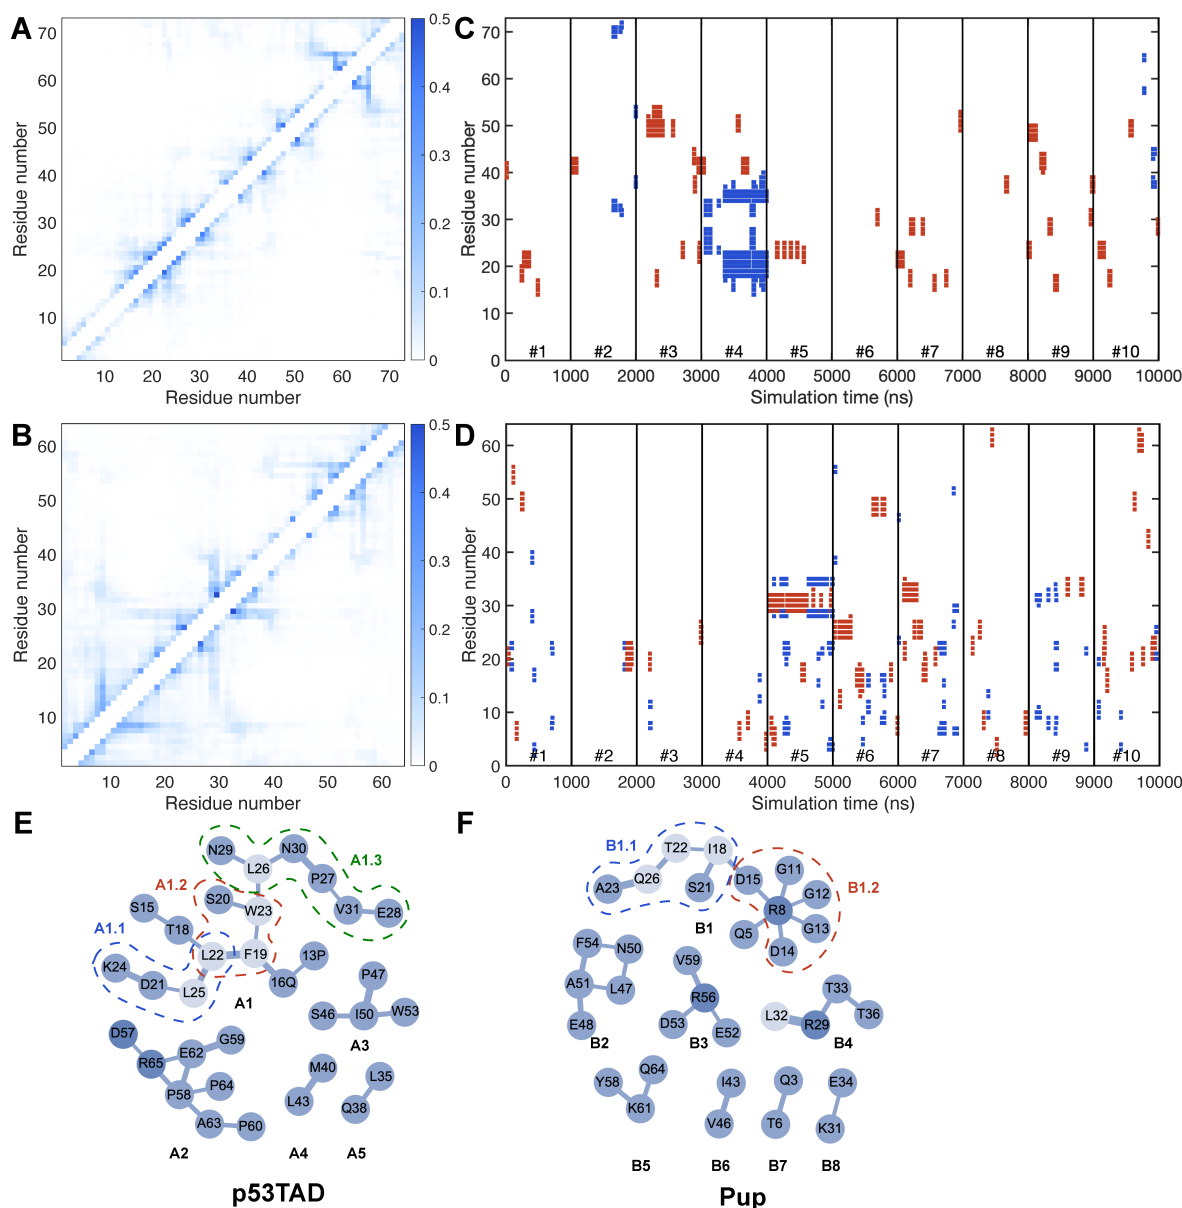 A
70
60
50
40
30
20
10
Residue number
10 20 30 40 50 60 70
Residue number
0.5
0.4
0.3
0.2
0.1
0
C
70
60
50
40
30
20
10
0
Residue number
#1 #2 #3 #4 #5 #6 #7 #8 #9 #10
0 1000 2000 3000 4000 5000 6000 7000 8000 9000 10000
Simulation time (ns)
B
60
50
40
30
20
10
Residue number
10 20 30 40 50 60
Residue number
0.5
0.4
0.3
0.2
0.1
0
D
60
50
40
30
20
10
0
Residue number
#1 #2 #3 #4 #5 #6 #7 #8 #9 #10
0 1000 2000 3000 4000 5000 6000 7000 8000 9000 10000
Simulation time (ns)
E
N29
N30
L26
A1.3
P27
A1.2
S20
S15
W23
V31
E28
T18
A1.1
L22
F19
13P
K24
D21
L25
16Q
A1
P47
S46
I50
W53
A3
D57
G59
E62
R65
P58
P64
A63
P60
A2
M40
L43
A4
L35
Q38
A5
p53TAD
F
B1.1
T22
I18
A23
Q26
S21
B1
D15
G11
G12
B1.2
R8
Q5
G13
D14
F54
N50
A51
L47
E48
B2
V59
R56
D53
E52
B3
T33
L32
R29
T36
B4
Y58
Q64
K61
B5
I43
V46
B6
Q3
T6
B7
E34
K31
B8
Pup